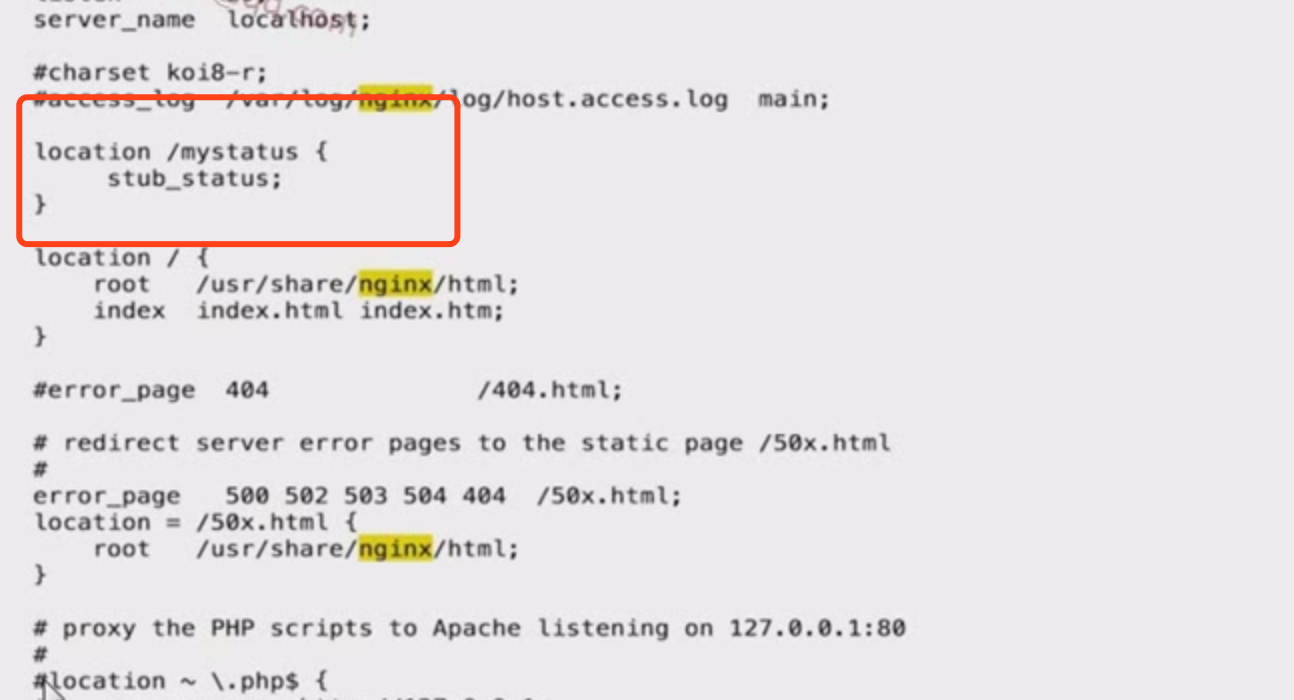 server_name  localhost;
#charset koi8-r;
#access_log  /var/log/nginx/log/host.access.log  main;
location /mystatus {
     stub_status;
}
location / {
    root   /usr/share/nginx/html;
    index  index.html index.htm;
}
#error_page  404              /404.html;
# redirect server error pages to the static page /50x.html
#
error_page   500 502 503 504 404  /50x.html;
location = /50x.html {
    root   /usr/share/nginx/html;
}
# proxy the PHP scripts to Apache listening on 127.0.0.1:80
#
#location ~ \.php$ {